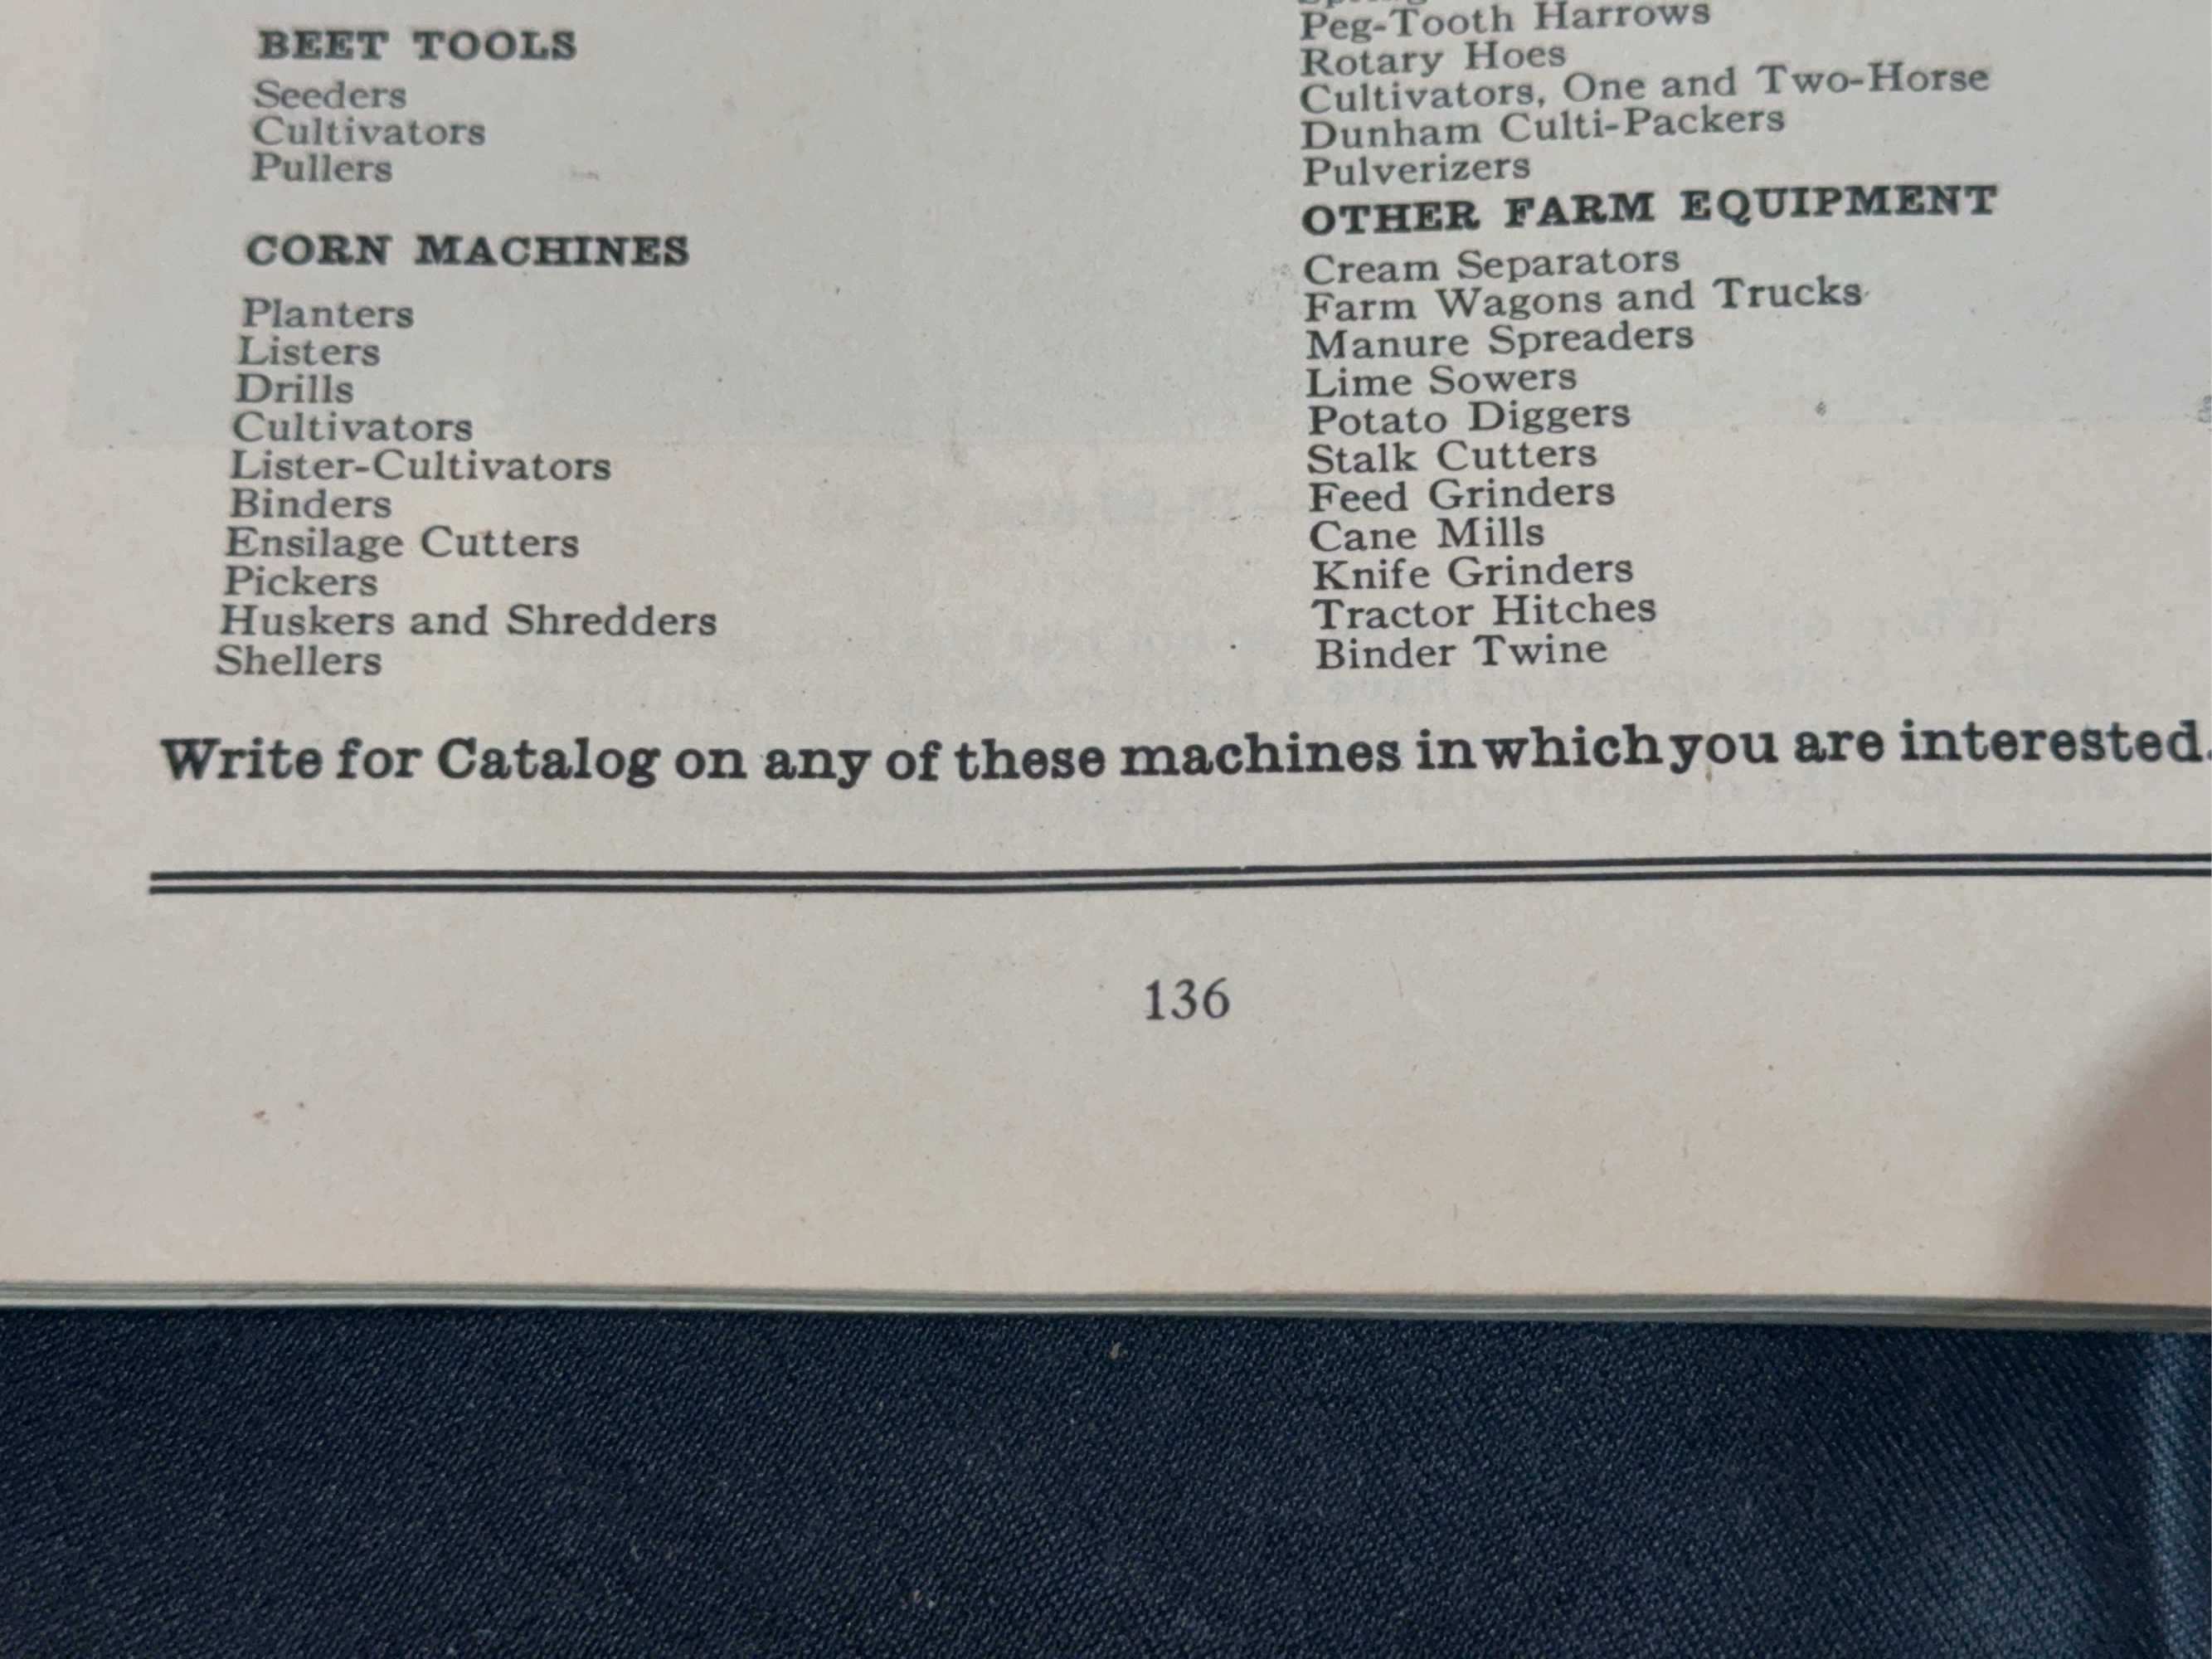 BEET TOOLS
Seeders
Cultivators
Pullers
CORN MACHINES
Planters
Listers
Drills
Cultivators
Lister-Cultivators
Binders
Ensilage Cutters
Pickers
Huskers and Shredders
Shellers
Peg-Tooth Harrows
Rotary Hoes
Cultivators, One and Two-Horse
Dunham Culti-Packers
Pulverizers
OTHER FARM EQUIPMENT
Cream Separators
Farm Wagons and Trucks
Manure Spreaders
Lime Sowers
Potato Diggers
Stalk Cutters
Feed Grinders
Cane Mills
Knife Grinders
Tractor Hitches
Binder Twine
Write for Catalog on any of these machines in which you are interested.
136